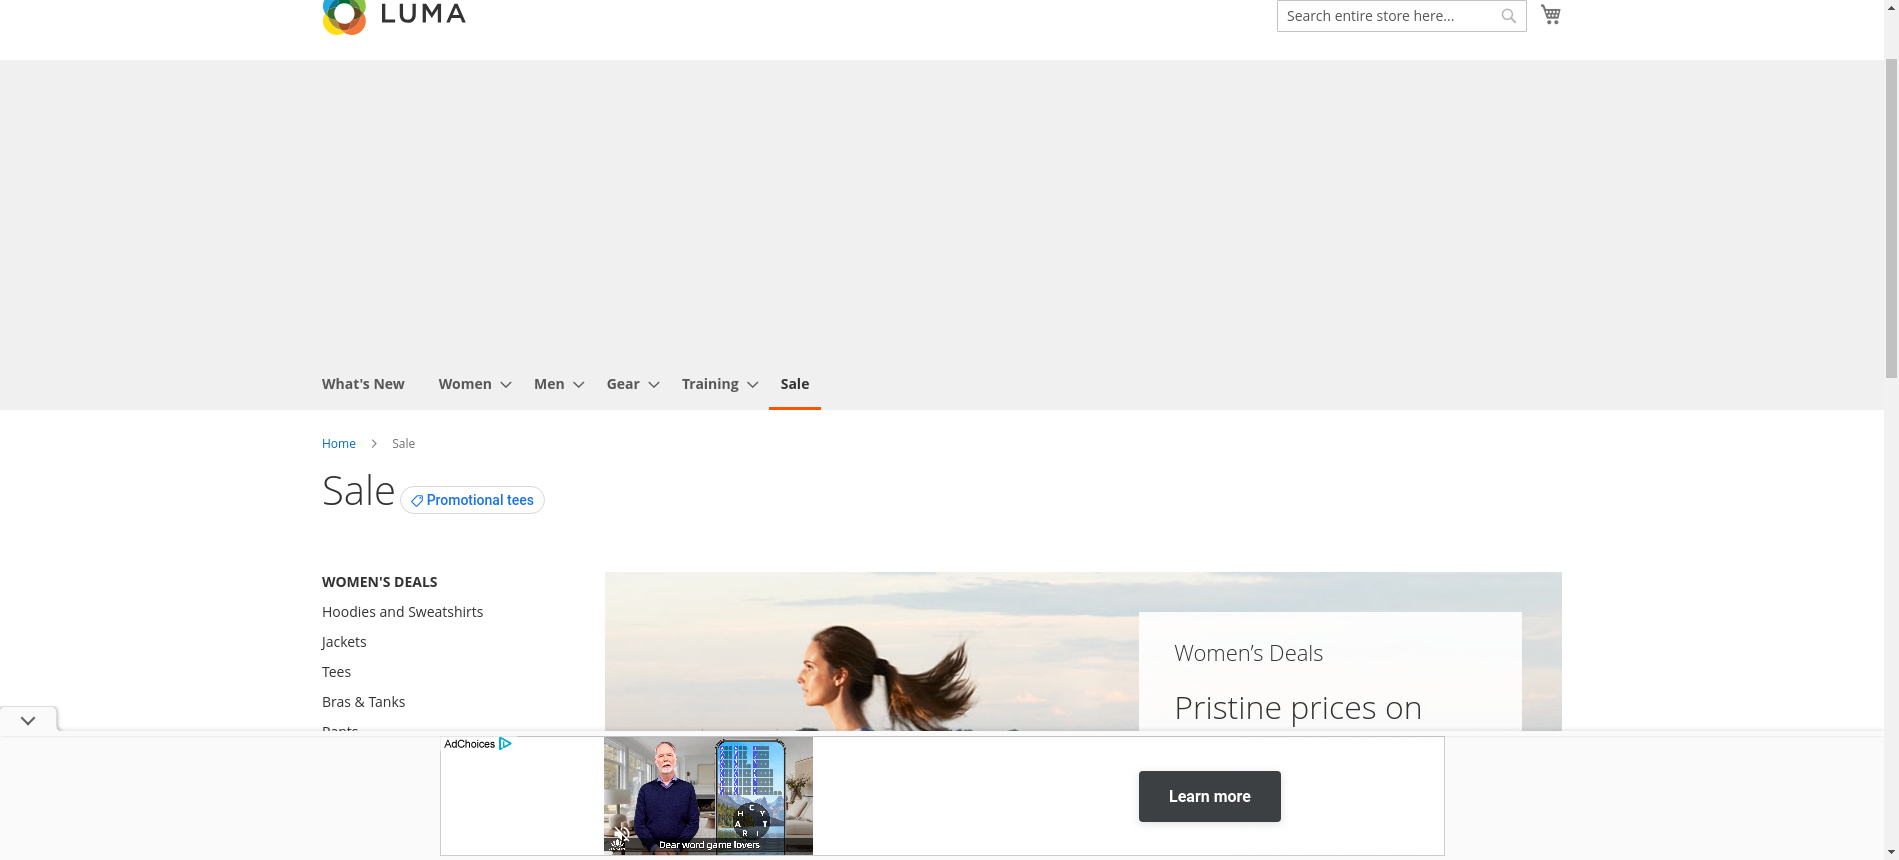 LUMA
Search entire store here...
What's New Women Men Gear Training Sale
Home Sale
Sale Promotional tees
WOMEN'S DEALS
Hoodies and Sweatshirts
Jackets
Tees
Bras & Tanks
Pants
Women's Deals
Pristine prices on
AdChoices
C
H Y
A T
R I
Dear word game lovers
Learn more